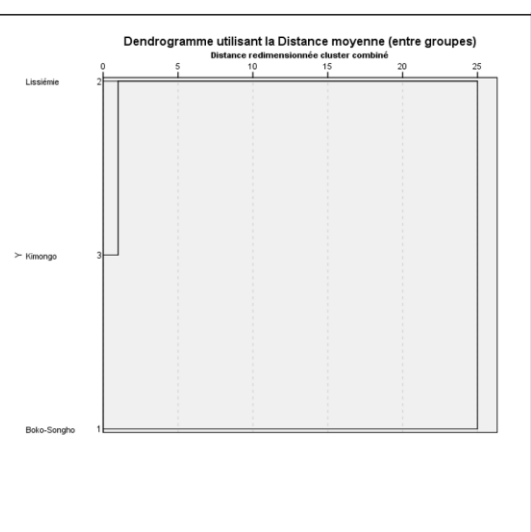 Dendrogramme utilisant la Distance moyenne (entre groupes)
Distance redimensionnée cluster combiné
0 5 10 15 20 25
Lissiémie 2
Y Kimongo 3
Boko-Songho 1